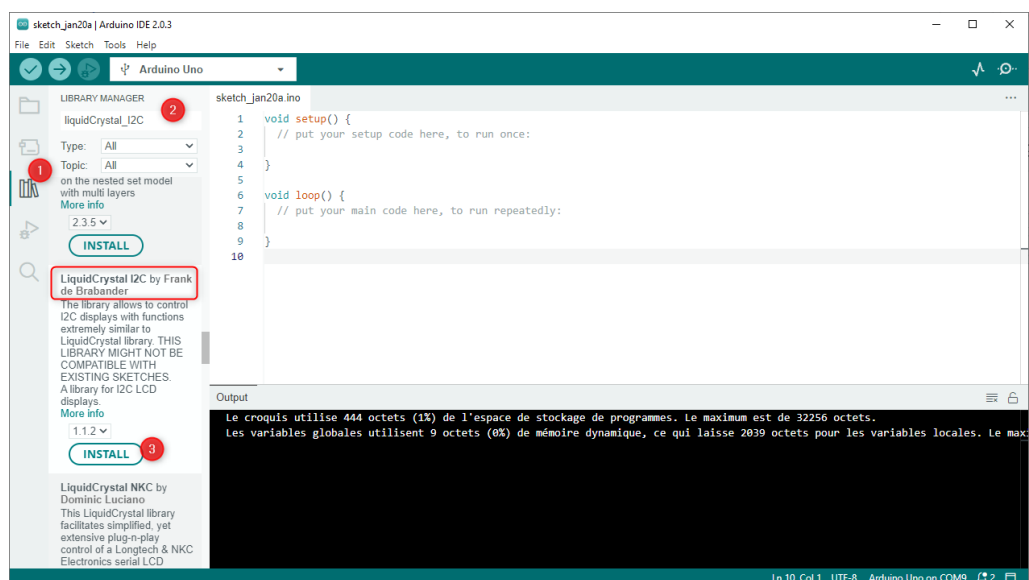 sketch_jan20a | Arduino IDE 2.0.3
File Edit Sketch Tools Help
Arduino Uno
LIBRARY MANAGER
2
liquidCrystal_I2C
Type: All
Topic: All
1
on the nested set model
with multi layers
More info
2.3.5
INSTALL
LiquidCrystal I2C by Frank
de Brabander
The library allows to control
I2C displays with functions
extremely similar to
LiquidCrystal library. THIS
LIBRARY MIGHT NOT BE
COMPATIBLE WITH
EXISTING SKETCHES.
A library for I2C LCD
displays.
More info
1.1.2
INSTALL
3
LiquidCrystal NKC by
Dominic Luciano
This LiquidCrystal library
facilitates simplified, yet
extensive plug-n-play
control of a Longtech & NKC
Electronics serial LCD
sketch_jan20a.ino
1 void setup() {
2 // put your setup code here, to run once:
3
4 }
5
6 void loop() {
7 // put your main code here, to run repeatedly:
8
9 }
10
Output
Le croquis utilise 444 octets (1%) de l'espace de stockage de programmes. Le maximum est de 32256 octets.
Les variables globales utilisent 9 octets (0%) de mémoire dynamique, ce qui laisse 2039 octets pour les variables locales. Le max
Ln 10, Col 1 UTF-8 Arduino Uno on COM9 2